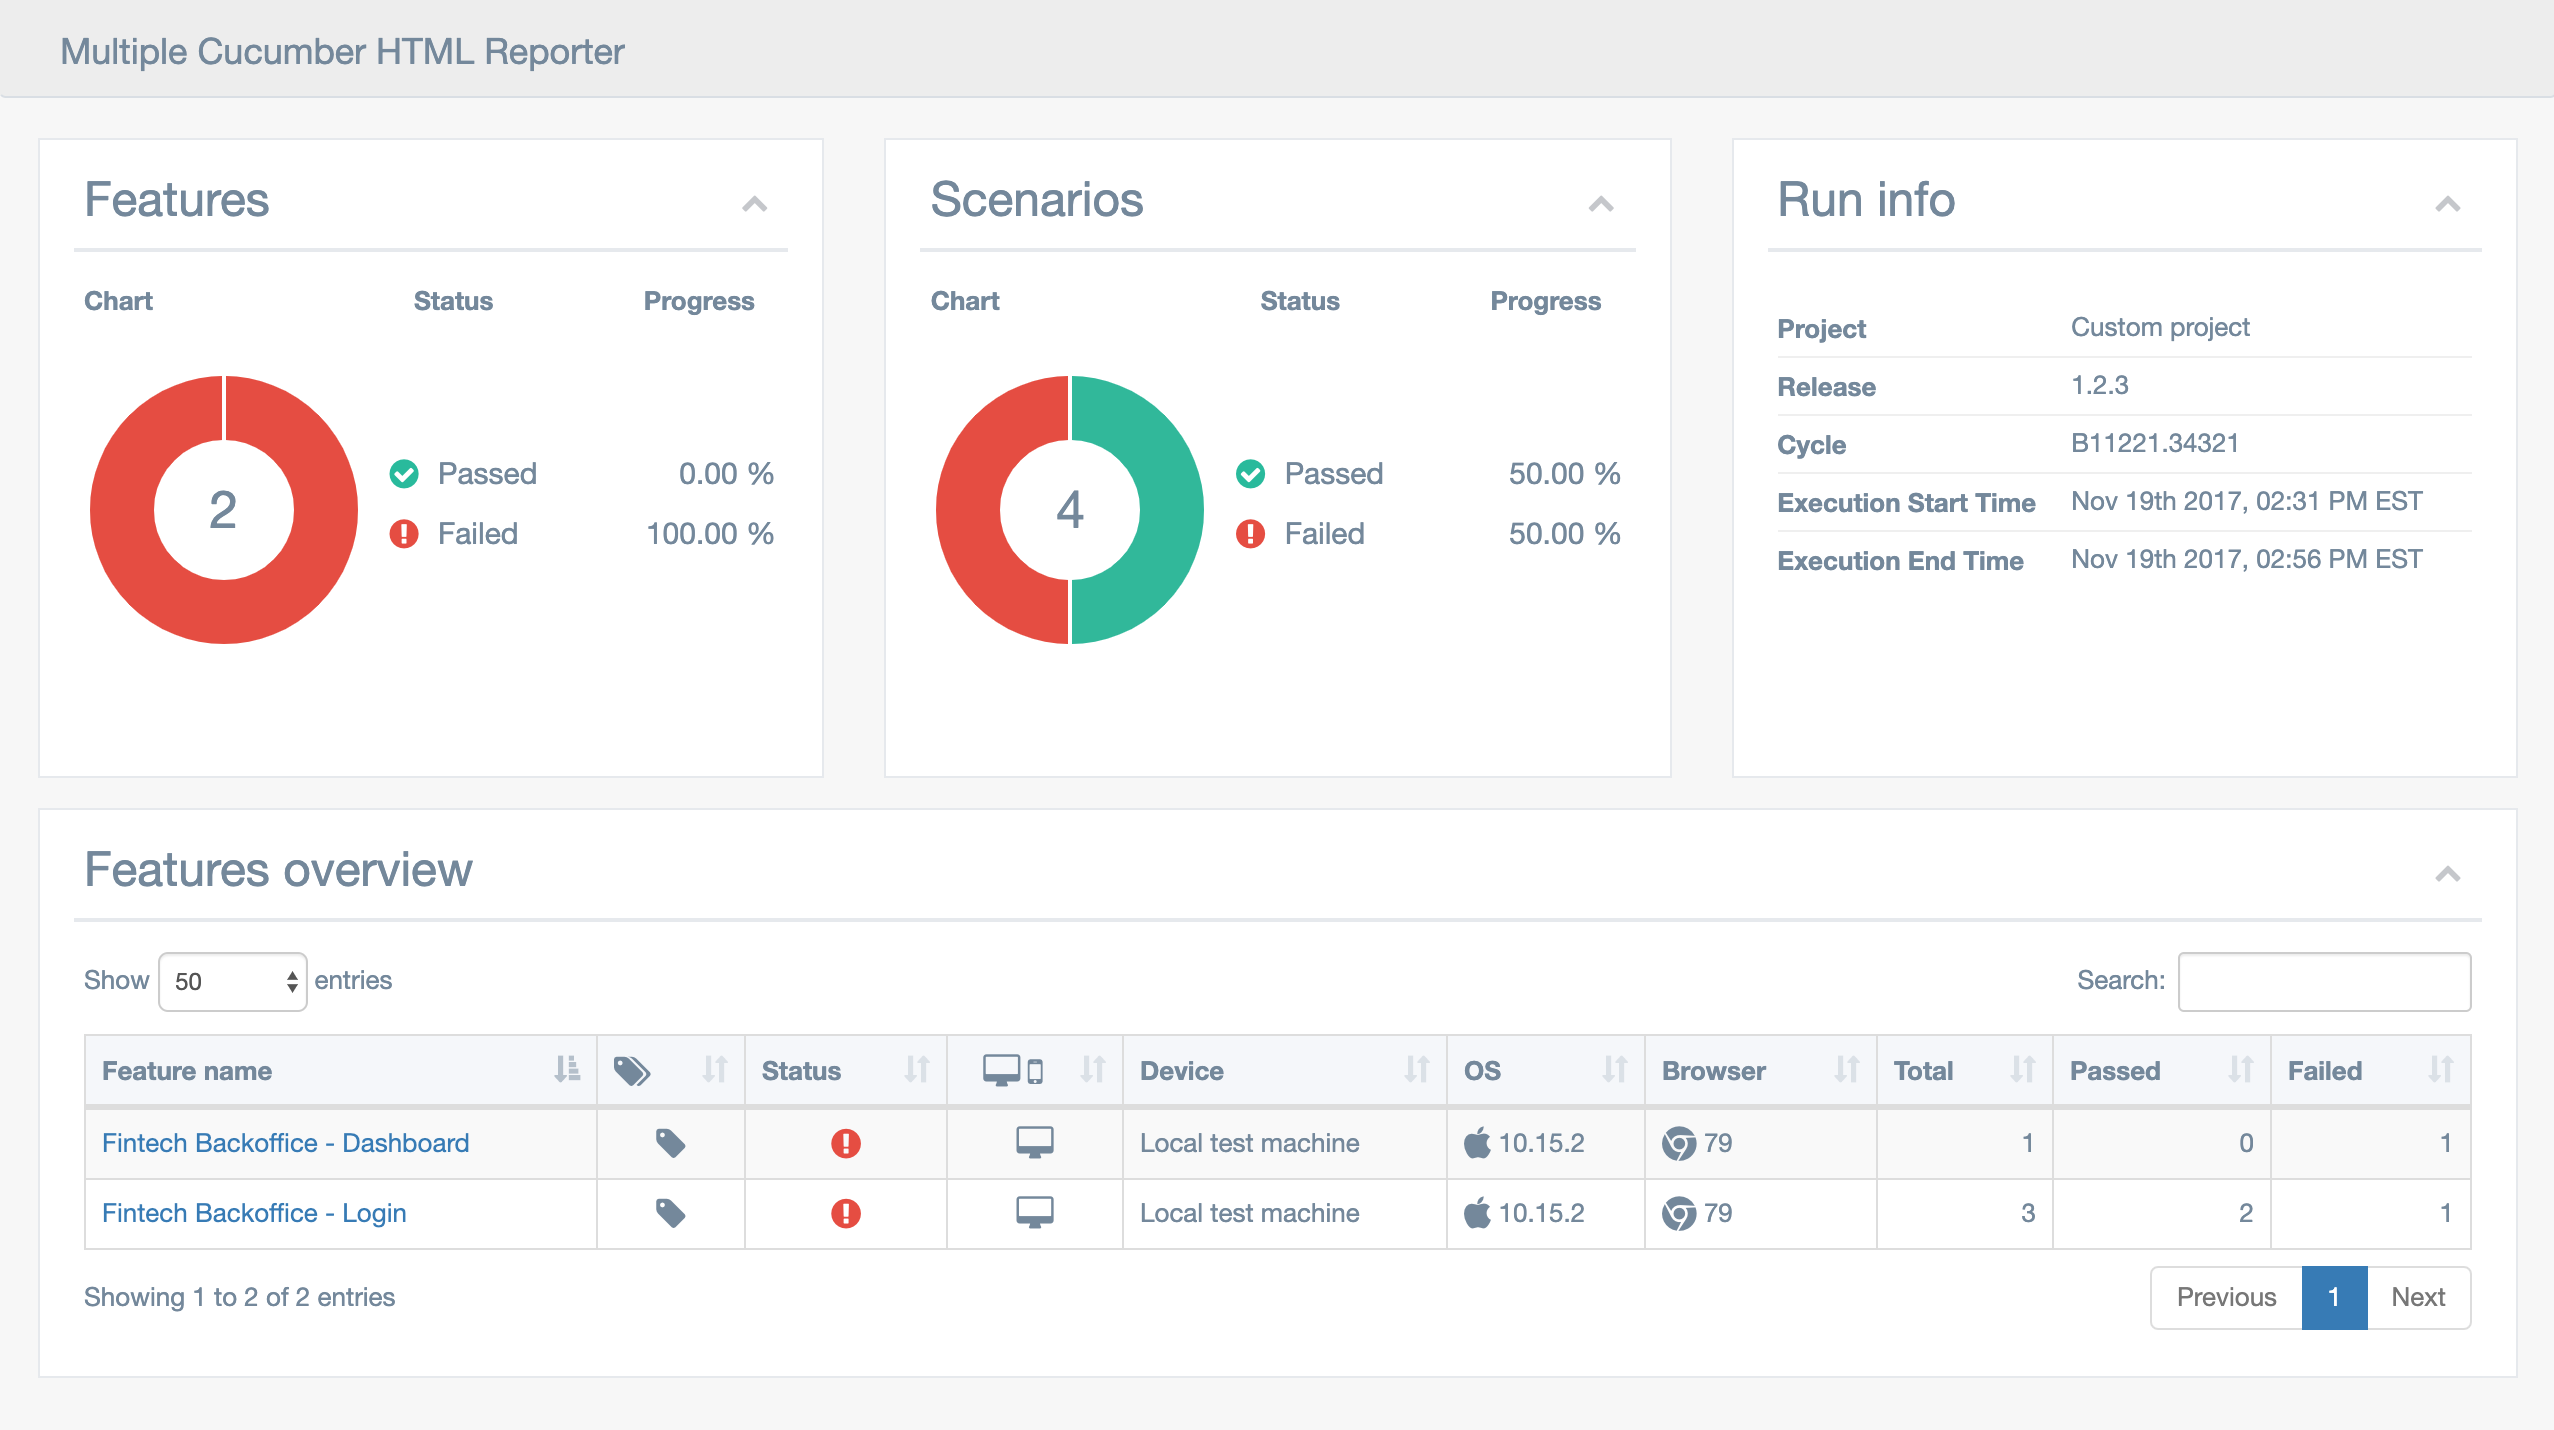 Multiple Cucumber HTML Reporter
Features
Chart Status Progress
2
Passed 0.00 %
Failed 100.00 %
Scenarios
Chart Status Progress
4
Passed 50.00 %
Failed 50.00 %
Run info
Project Custom project
Release 1.2.3
Cycle B11221.34321
Execution Start Time Nov 19th 2017, 02:31 PM EST
Execution End Time Nov 19th 2017, 02:56 PM EST
Features overview
Show 50 entries Search:
Feature name Status Device OS Browser Total Passed Failed
Fintech Backoffice - Dashboard Local test machine 10.15.2 79 1 0 1
Fintech Backoffice - Login Local test machine 10.15.2 79 3 2 1
Showing 1 to 2 of 2 entries Previous 1 Next